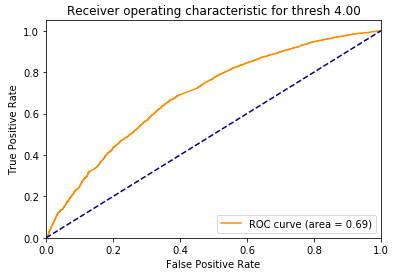 Receiver operating characteristic for thresh 4.00
True Positive Rate
1.0
0.8
0.6
0.4
0.2
0.0
0.0 0.2 0.4 0.6 0.8 1.0
False Positive Rate
ROC curve (area = 0.69)